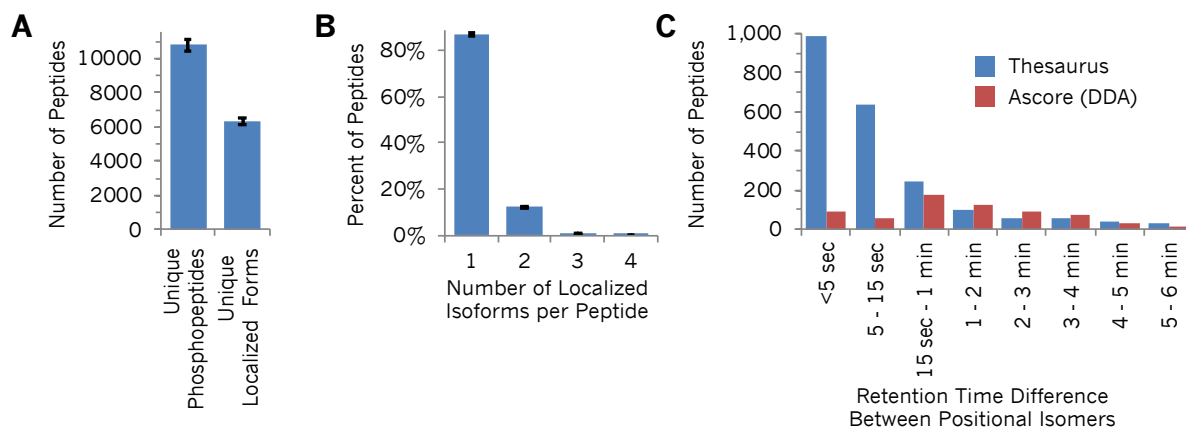 A
Number of Peptides
10000
8000
6000
4000
2000
0
Unique
Phosphopeptides
Unique
Localized Forms
B
Percent of Peptides
80%
60%
40%
20%
0%
1 2 3 4
Number of Localized
Isoforms per Peptide
C
Number of Peptides
1,000
800
600
400
200
0
Thesaurus
Ascore (DDA)
<5 sec
5 - 15 sec
15 sec - 1 min
1 - 2 min
2 - 3 min
3 - 4 min
4 - 5 min
5 - 6 min
Retention Time Difference
Between Positional Isomers